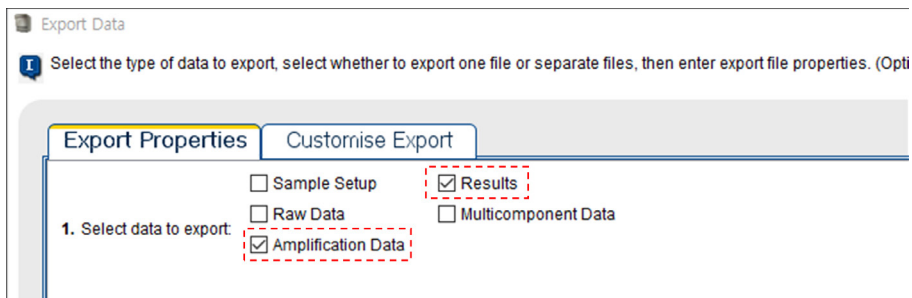 Export Data
Select the type of data to export, select whether to export one file or separate files, then enter export file properties. (Opti
Export Properties Customise Export
Sample Setup Results
1. Select data to export: Raw Data Multicomponent Data
Amplification Data